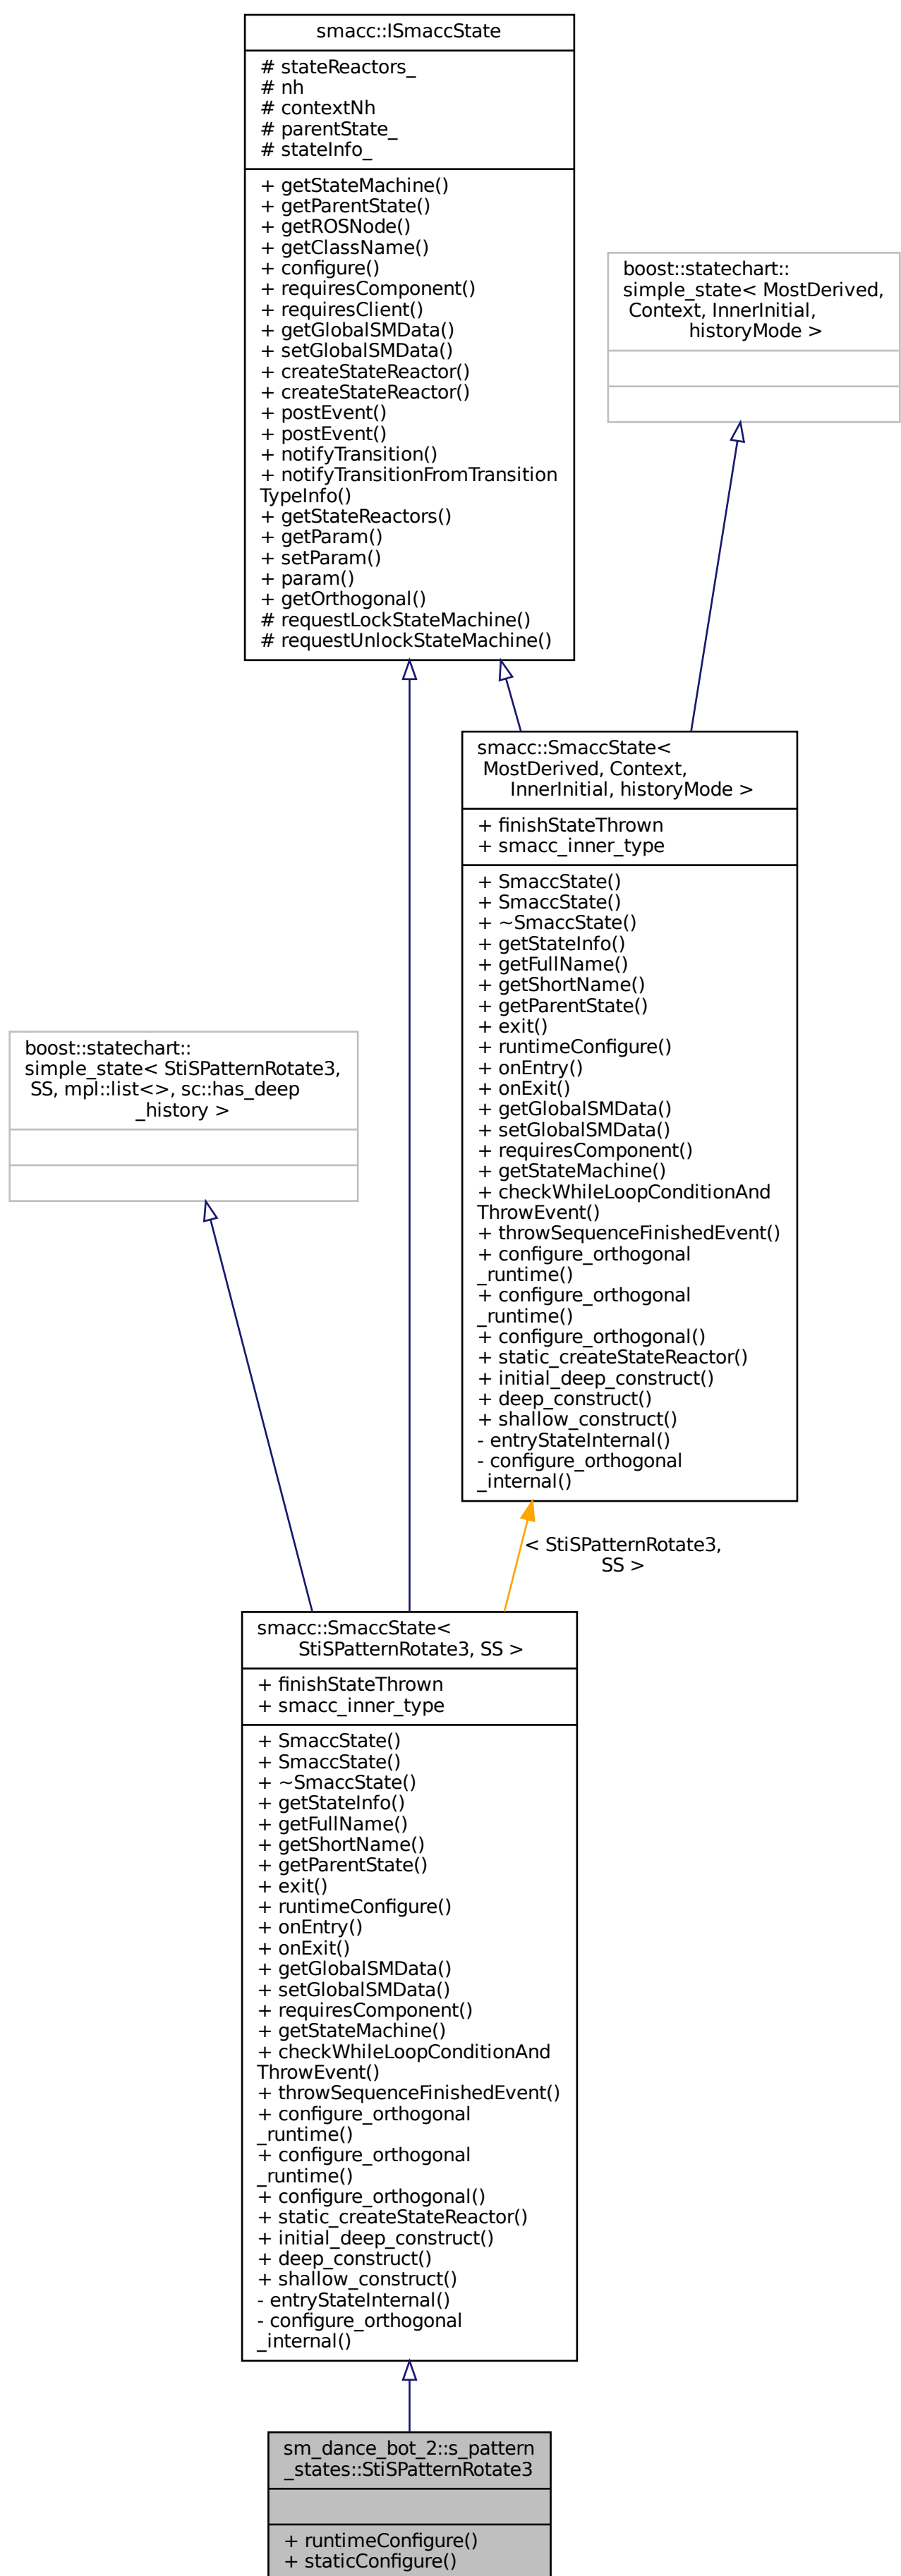 smacc::ISmaccState
# stateReactors_
# nh
# contextNh
# parentState_
# stateInfo_
+ getStateMachine()
+ getParentState()
+ getROSNode()
+ getClassName()
+ configure()
+ requiresComponent()
+ requiresClient()
+ getGlobalSMData()
+ setGlobalSMData()
+ createStateReactor()
+ createStateReactor()
+ postEvent()
+ postEvent()
+ notifyTransition()
+ notifyTransitionFromTransition
TypeInfo()
+ getStateReactors()
+ getParam()
+ setParam()
+ param()
+ getOrthogonal()
# requestLockStateMachine()
# requestUnlockStateMachine()
boost::statechart::
simple_state< MostDerived,
Context, InnerInitial,
historyMode >
smacc::SmaccState<
MostDerived, Context,
InnerInitial, historyMode >
+ finishStateThrown
+ smacc_inner_type
+ SmaccState()
+ SmaccState()
+ ~SmaccState()
+ getStateInfo()
+ getFullName()
+ getShortName()
+ getParentState()
+ exit()
+ runtimeConfigure()
+ onEntry()
+ onExit()
+ getGlobalSMData()
+ setGlobalSMData()
+ requiresComponent()
+ getStateMachine()
+ checkWhileLoopConditionAnd
ThrowEvent()
+ throwSequenceFinishedEvent()
+ configure_orthogonal
_runtime()
+ configure_orthogonal
_runtime()
+ configure_orthogonal()
+ static_createStateReactor()
+ initial_deep_construct()
+ deep_construct()
+ shallow_construct()
- entryStateInternal()
- configure_orthogonal
_internal()
boost::statechart::
simple_state< StiSPatternRotate3,
SS, mpl::list<>, sc::has_deep
_history >
< StiSPatternRotate3,
SS >
smacc::SmaccState<
StiSPatternRotate3, SS >
+ finishStateThrown
+ smacc_inner_type
+ SmaccState()
+ SmaccState()
+ ~SmaccState()
+ getStateInfo()
+ getFullName()
+ getShortName()
+ getParentState()
+ exit()
+ runtimeConfigure()
+ onEntry()
+ onExit()
+ getGlobalSMData()
+ setGlobalSMData()
+ requiresComponent()
+ getStateMachine()
+ checkWhileLoopConditionAnd
ThrowEvent()
+ throwSequenceFinishedEvent()
+ configure_orthogonal
_runtime()
+ configure_orthogonal
_runtime()
+ configure_orthogonal()
+ static_createStateReactor()
+ initial_deep_construct()
+ deep_construct()
+ shallow_construct()
- entryStateInternal()
- configure_orthogonal
_internal()
sm_dance_bot_2::s_pattern
_states::StiSPatternRotate3
+ runtimeConfigure()
+ staticConfigure()